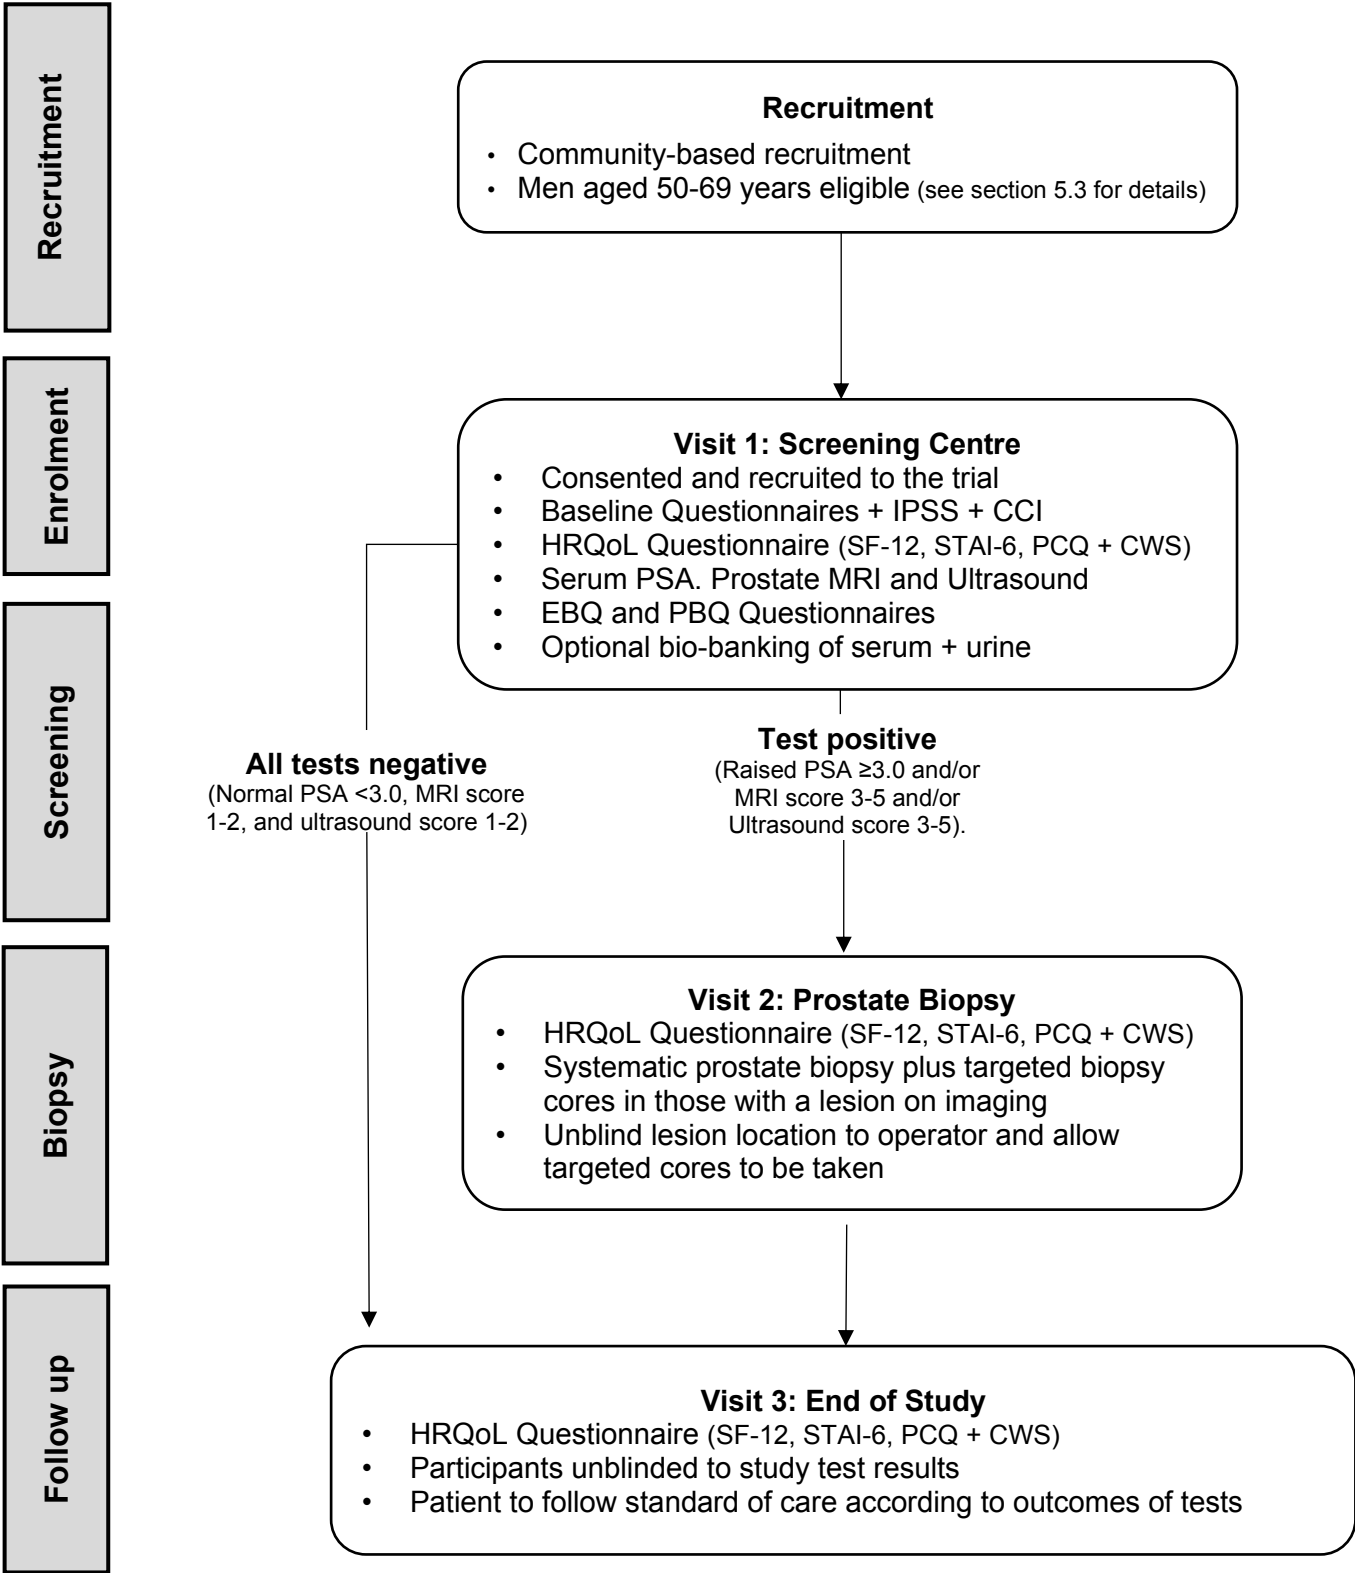 Recruitment
Recruitment
• Community-based recruitment
• Men aged 50-69 years eligible (see section 5.3 for details)
Enrolment
Visit 1: Screening Centre
• Consented and recruited to the trial
• Baseline Questionnaires + IPSS + CCI
• HRQoL Questionnaire (SF-12, STAI-6, PCQ + CWS)
• Serum PSA. Prostate MRI and Ultrasound
• EBQ and PBQ Questionnaires
• Optional bio-banking of serum + urine
Screening
All tests negative
(Normal PSA <3.0, MRI score
1-2, and ultrasound score 1-2)
Test positive
(Raised PSA ≥3.0 and/or
MRI score 3-5 and/or
Ultrasound score 3-5).
Biopsy
Visit 2: Prostate Biopsy
• HRQoL Questionnaire (SF-12, STAI-6, PCQ + CWS)
• Systematic prostate biopsy plus targeted biopsy
cores in those with a lesion on imaging
• Unblind lesion location to operator and allow
targeted cores to be taken
Follow up
Visit 3: End of Study
• HRQoL Questionnaire (SF-12, STAI-6, PCQ + CWS)
• Participants unblinded to study test results
• Patient to follow standard of care according to outcomes of tests